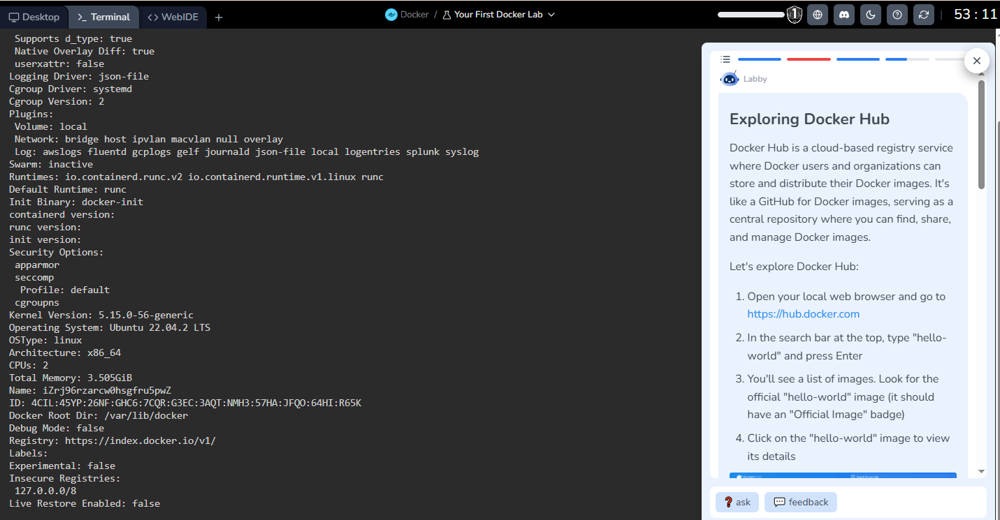 Desktop
Terminal
WebIDE
Docker / Your First Docker Lab
1
53 : 11
Supports d_type: true
Native Overlay Diff: true
userxattr: false
Logging Driver: json-file
Cgroup Driver: systemd
Cgroup Version: 2
Plugins:
Volume: local
Network: bridge host ipvlan macvlan null overlay
Log: awslogs fluentd gcplogs gelf journald json-file local logentries splunk syslog
Swarm: inactive
Runtimes: io.containerd.runc.v2 io.containerd.runtime.v1.linux runc
Default Runtime: runc
Init Binary: docker-init
containerd version:
runc version:
init version:
Security Options:
apparmor
seccomp
Profile: default
cgroupns
Kernel Version: 5.15.0-56-generic
Operating System: Ubuntu 22.04.2 LTS
OSType: linux
Architecture: x86_64
CPUs: 2
Total Memory: 3.505GiB
Name: iZrj96rzarcw0hsgfru5pwZ
ID: 4CIL:45YP:26NF:GHC6:7CQR:G3EC:3AQT:NMH3:57HA:JFQO:64HI:R65K
Docker Root Dir: /var/lib/docker
Debug Mode: false
Registry: https://index.docker.io/v1/
Labels:
Experimental: false
Insecure Registries:
127.0.0.0/8
Live Restore Enabled: false
Labby
Exploring Docker Hub
Docker Hub is a cloud-based registry service
where Docker users and organizations can
store and distribute their Docker images. It's
like a GitHub for Docker images, serving as a
central repository where you can find, share,
and manage Docker images.
Let's explore Docker Hub:
1. Open your local web browser and go to
https://hub.docker.com
2. In the search bar at the top, type "hello-
world" and press Enter
3. You'll see a list of images. Look for the
official "hello-world" image (it should
have an "Official Image" badge)
4. Click on the "hello-world" image to view
its details
ask
feedback